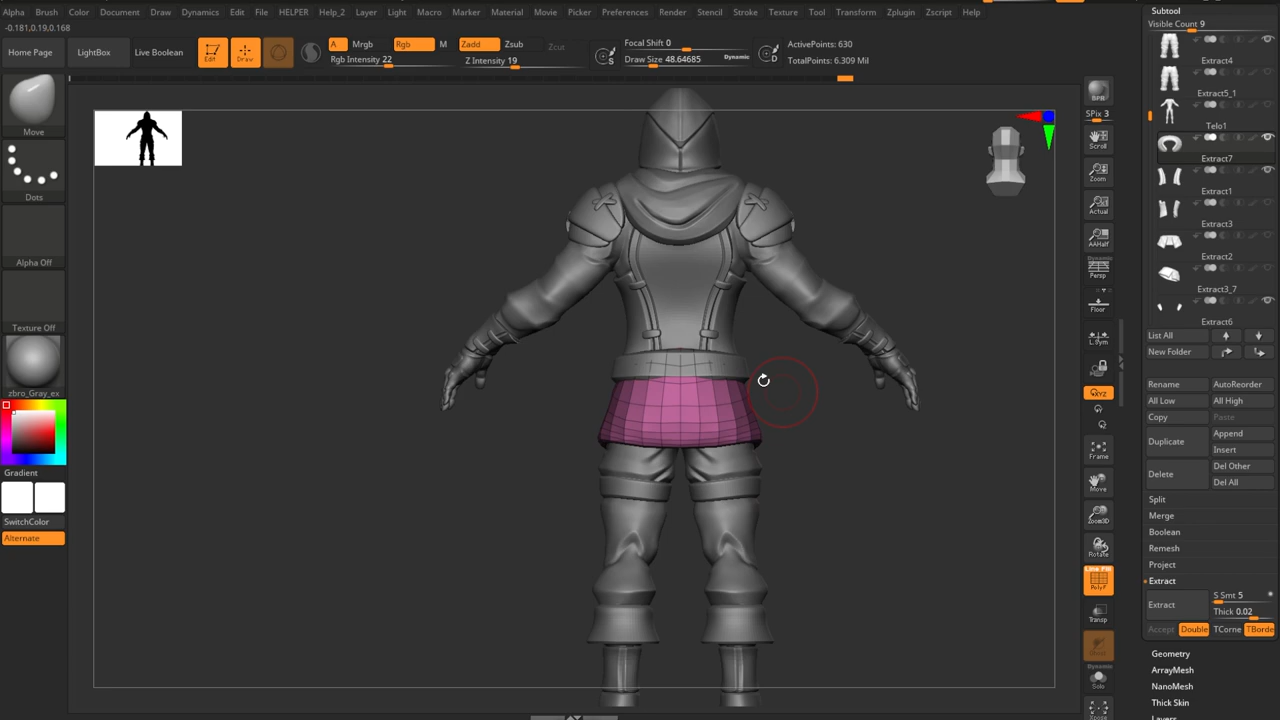 Alpha Brush Color Document Draw Dynamics Edit File HELPER Help_2 Layer Light Macro Marker Material Movie Picker Preferences Render Stencil Stroke Texture Tool Transform Zplugin Zscript Help
-0.181,0.19,0.168
Home Page LightBox Live Boolean Edit Draw
A Mrgb Rgb M Zadd Zsub Zcut
Rgb Intensity 22 Z Intensity 19
Focal Shift 0
Draw Size 48.64685 Dynamic
ActivePoints: 630
TotalPoints: 6.309 Mil
S
D
Move
Dots
Alpha Off
Texture Off
zbro_Gray_ex
Gradient
SwitchColor
Alternate
BPR
SPix 3
Scroll
Zoom
Actual
AAHalf
Dynamic
Persp
Floor
L.Sym
XYZ
Frame
Move
Zoom3D
Rotate
Line Fill
PolyF
Transp
Dynamic
Solo
Xpose
Subtool
Visible Count 9
Extract4
Extract5_1
Telo1
Extract7
Extract1
Extract3
Extract2
Extract3_7
Extract6
List All
New Folder
Rename AutoReorder
All Low All High
Copy Paste
Duplicate Append
Insert
Delete Del Other
Del All
Split
Merge
Boolean
Remesh
Project
Extract
Extract S Smt 5
Thick 0.02
Accept Double TCorne TBorde
Geometry
ArrayMesh
NanoMesh
Thick Skin
Layers